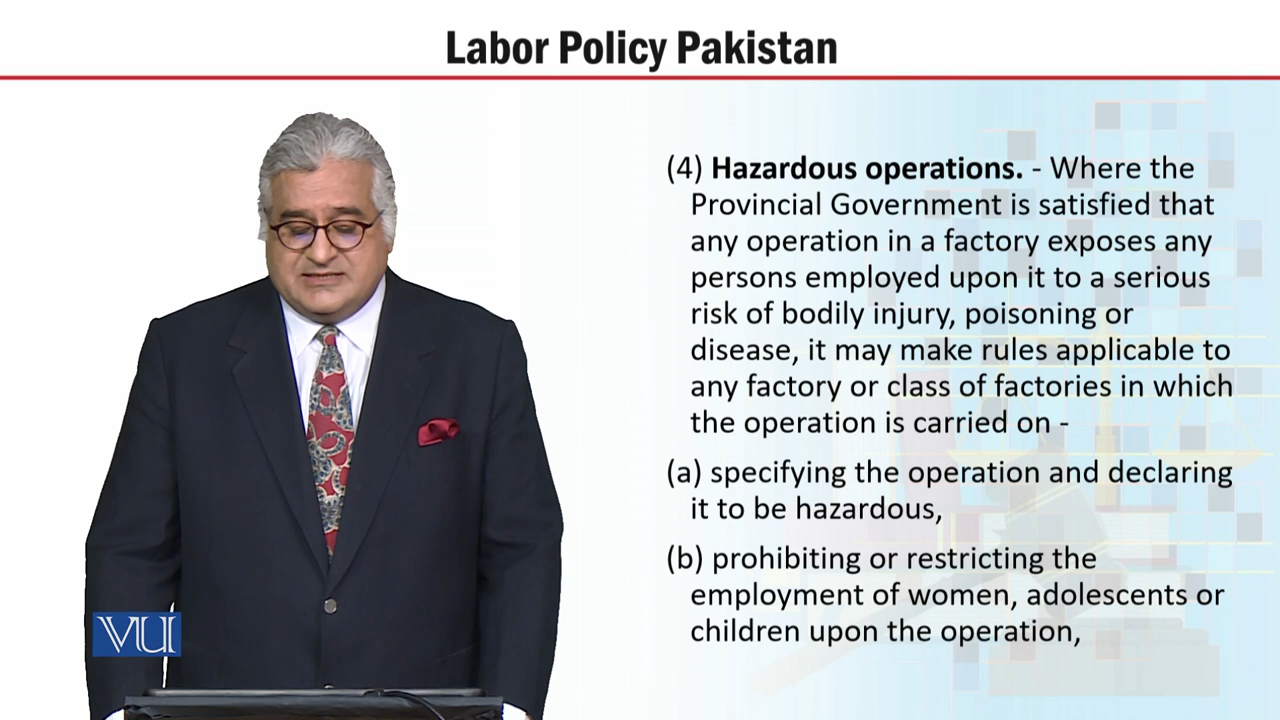 Labor Policy Pakistan
(4) Hazardous operations. - Where the
Provincial Government is satisfied that
any operation in a factory exposes any
persons employed upon it to a serious
risk of bodily injury, poisoning or
disease, it may make rules applicable to
any factory or class of factories in which
the operation is carried on -
(a) specifying the operation and declaring
it to be hazardous,
(b) prohibiting or restricting the
employment of women, adolescents or
children upon the operation,
VU